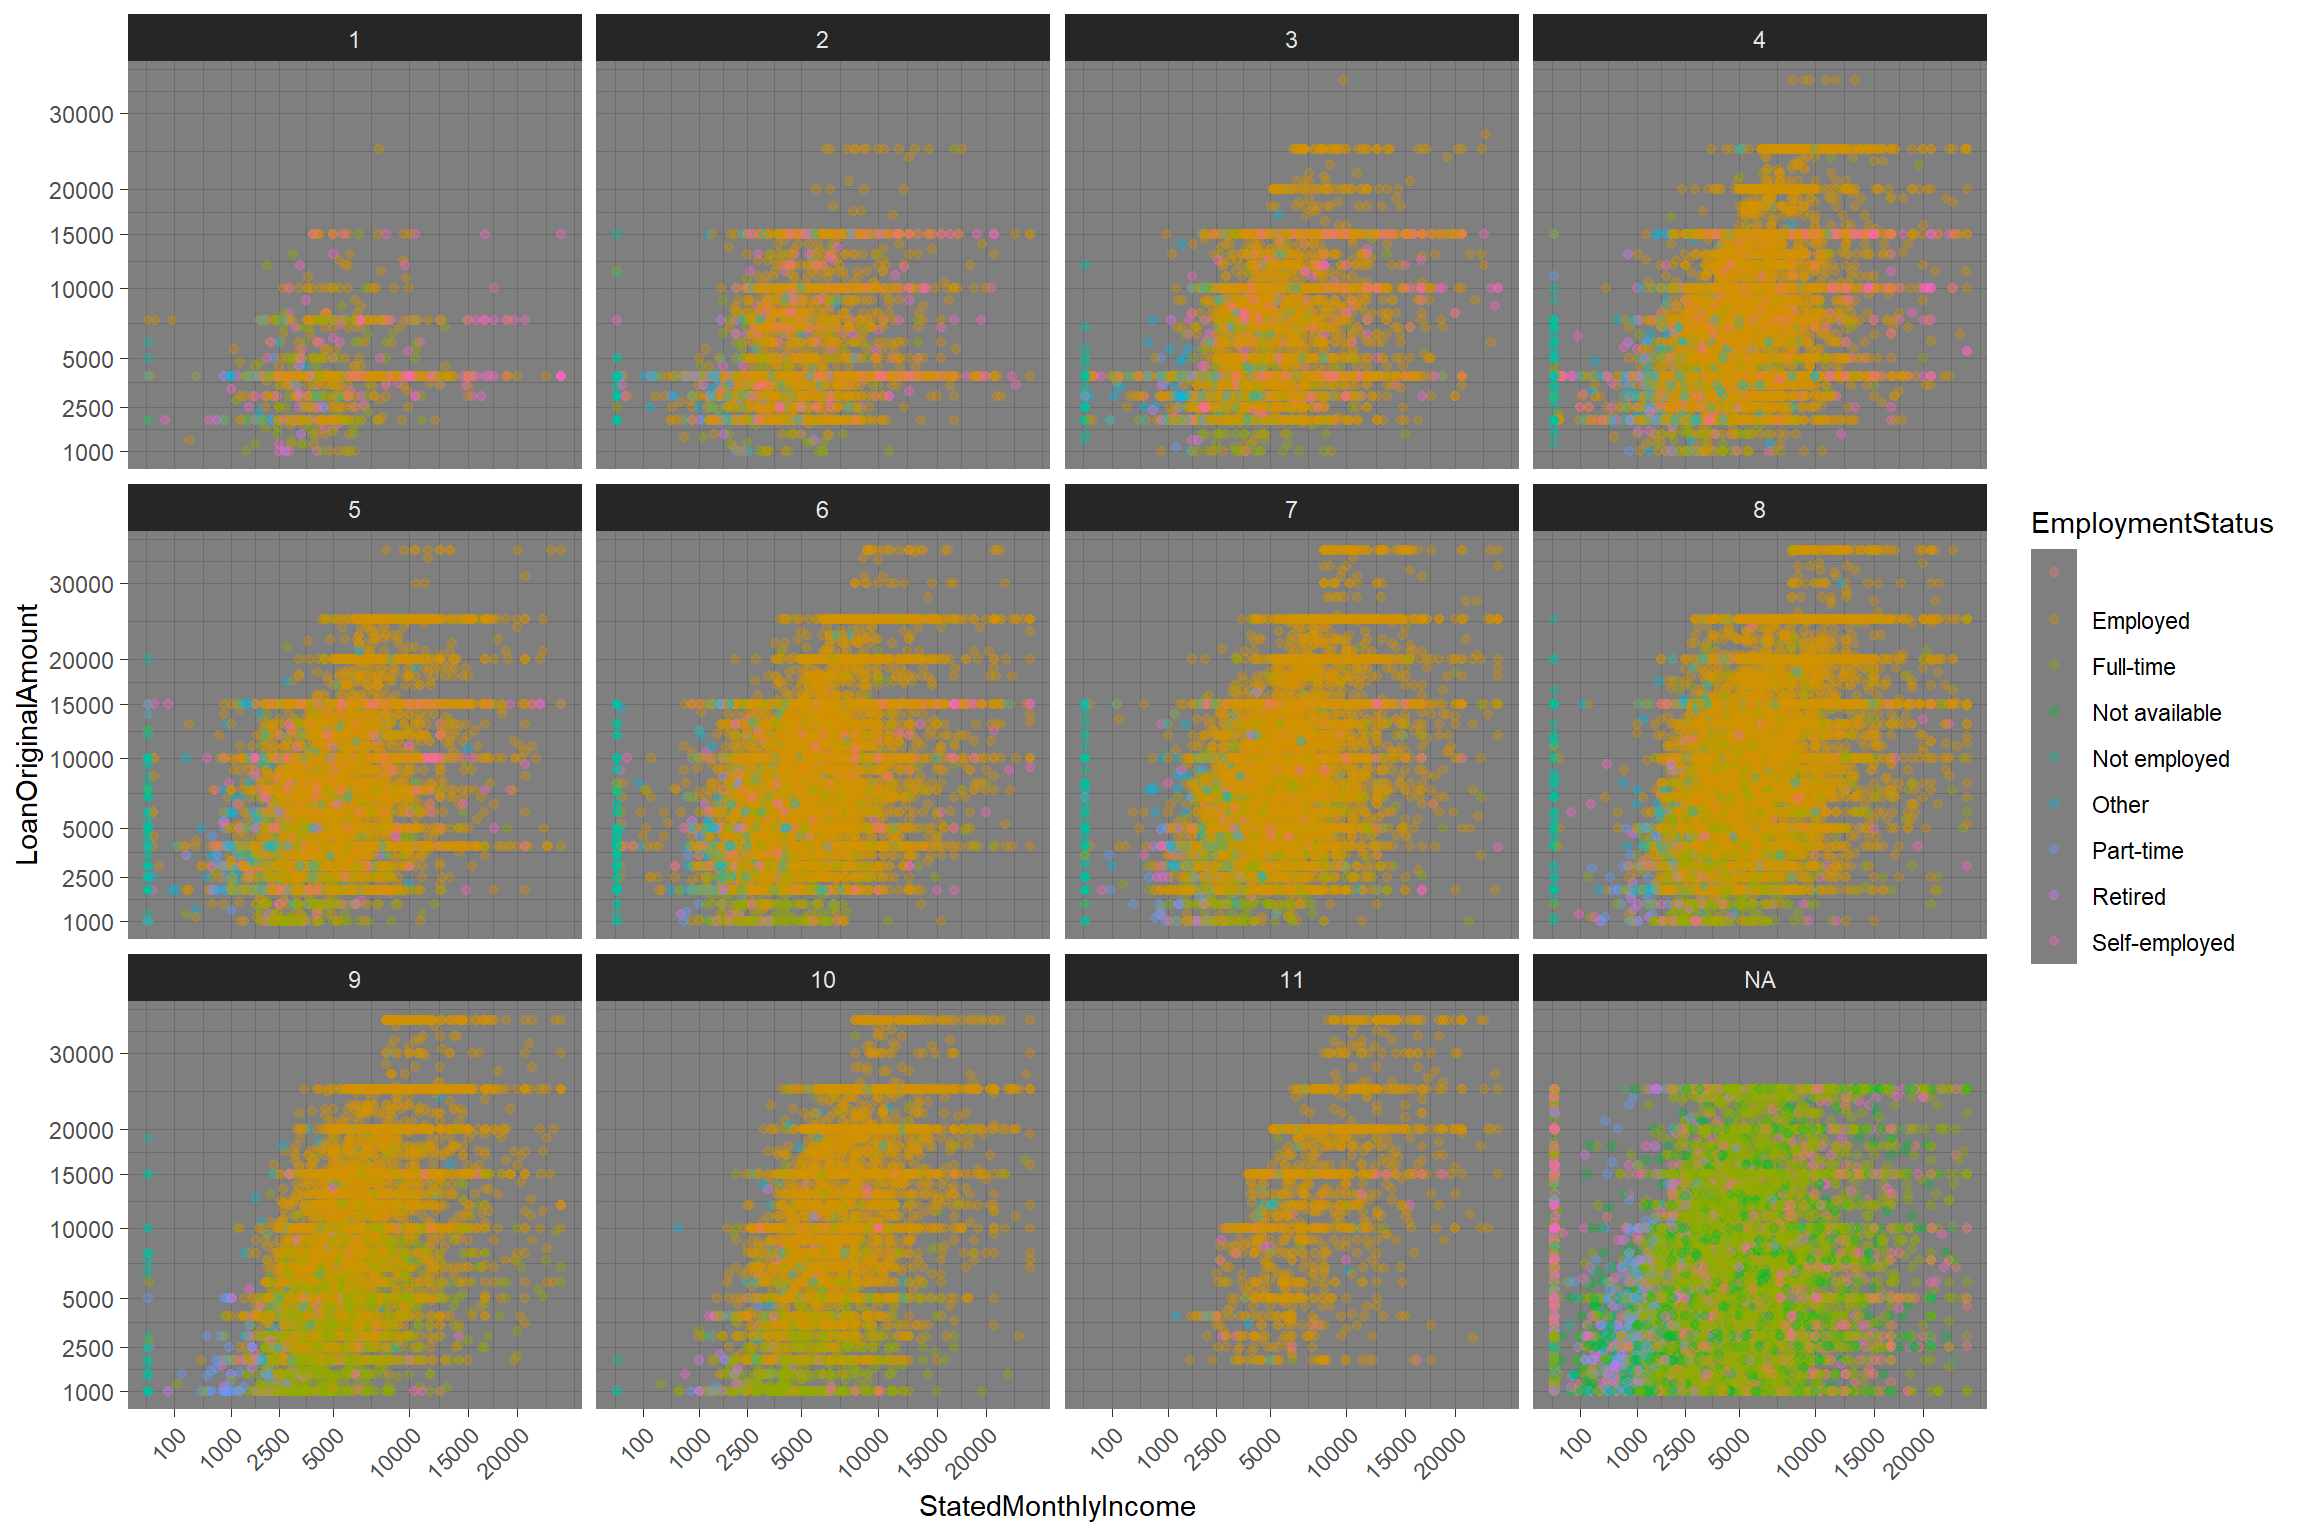 1 2 3 4
30000
20000
15000
10000
5000
2500
1000
5 6 7 8
30000
20000
15000
10000
5000
2500
1000
9 10 11 NA
30000
20000
15000
10000
5000
2500
1000
100 1000 2500 5000 10000 15000 20000 100 1000 2500 5000 10000 15000 20000 100 1000 2500 5000 10000 15000 20000 100 1000 2500 5000 10000 15000 20000
StatedMonthlyIncome
LoanOriginalAmount
EmploymentStatus
Employed
Full-time
Not available
Not employed
Other
Part-time
Retired
Self-employed